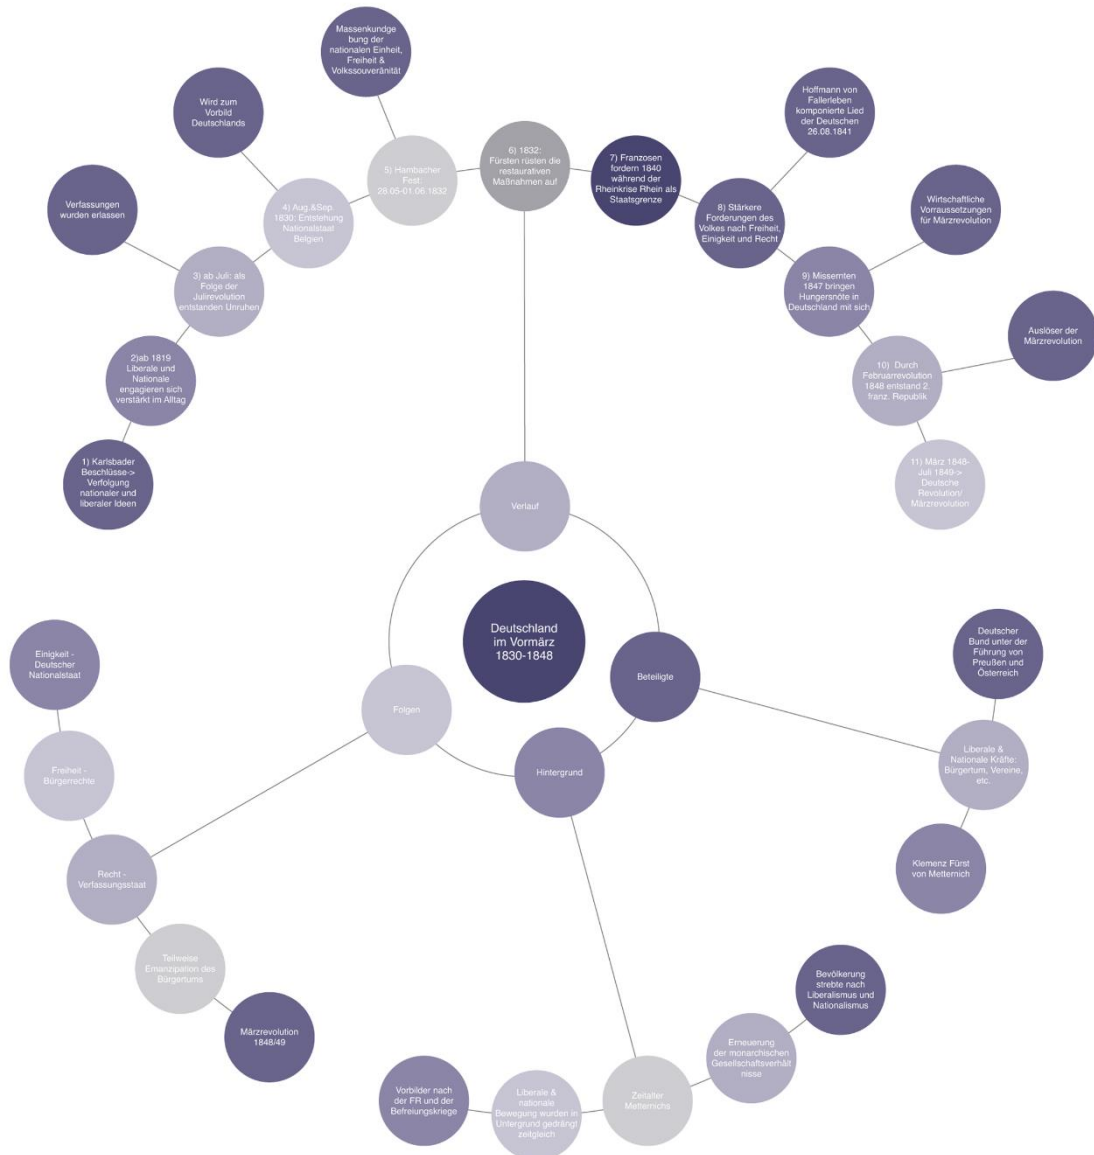 Massenkundge
bung der
nationalen Einheit,
Freiheit &
Volkssouveränität
Wird zum
Vorbild
Deutschlands
Verfassungen
wurden erlassen
5) Hambacher
Fest:
28.05-01.06.1832
6) 1832:
Fürsten rüsten die
restaurativen
Maßnahmen auf
7) Franzosen
fordern 1840
während der
Rheinkrise Rhein als
Staatsgrenze
Hoffmann von
Fallerleben
komponierte Lied
der Deutschen
26.08.1841
4) Aug.&Sep.
1830: Entstehung
Nationalstaat
Belgien
8) Stärkere
Forderungen des
Volkes nach Freiheit,
Einigkeit und Recht
Wirtschaftliche
Vorraussetzungen
für Märzrevolution
3) ab Juli: als
Folge der
Julirevolution
entstanden Unruhen
9) Missernten
1847 bringen
Hungersnöte in
Deutschland mit sich
Auslöser der
Märzrevolution
2)ab 1819
Liberale und
Nationale
engagieren sich
verstärkt im Alltag
10) Durch
Februarrevolution
1848 entstand 2.
franz. Republik
1) Karlsbader
Beschlüsse->
Verfolgung
nationaler und
liberaler Ideen
11) März 1848-
Juli 1849->
Deutsche
Revolution/
Märzrevolution
Verlauf
Deutschland
im Vormärz
1830-1848
Beteiligte
Folgen
Hintergrund
Deutscher
Bund unter der
Führung von
Preußen und
Österreich
Liberale &
Nationale Kräfte:
Bürgertum, Vereine,
etc.
Klemenz Fürst
von Metternich
Einigkeit -
Deutscher
Nationalstaat
Freiheit -
Bürgerrechte
Recht -
Verfassungsstaat
Teilweise
Emanzipation des
Bürgertums
Märzrevolution
1848/49
Bevölkerung
strebte nach
Liberalismus und
Nationalismus
Erneuerung
der monarchischen
Gesellschaftsverhält
nisse
Zeitalter
Metternichs
Liberale &
nationale
Bewegung wurden in
Untergrund gedrängt
zeitgleich
Vorbilder nach
der FR und der
Befreiungskriege